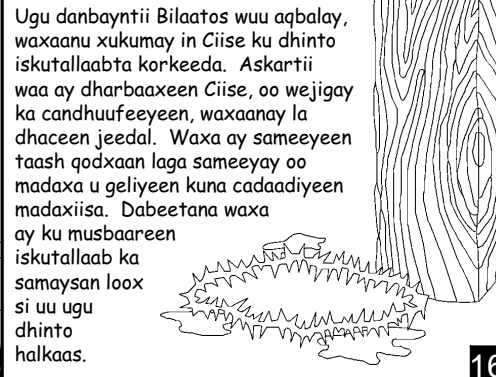 Ugu danbayntii Bilaatos wuu aqbalay,
waxaanu xukumay in Ciise ku dhinto
iskutallaabta korkeeda.  Askartii
waa ay dharbaaxeen Ciise, oo wejigay
ka candhuufeeyeen, waxaanay la
dhaceen jeedal.  Waxa ay sameeyeen
taash qodxaan laga sameeyay oo
madaxa u geliyeen kuna cadaadiyeen
madaxiisa.  Dabeetana waxa
ay ku musbaareen
iskutallaab ka
samaysan loox
si uu ugu
dhinto
halkaas.
16